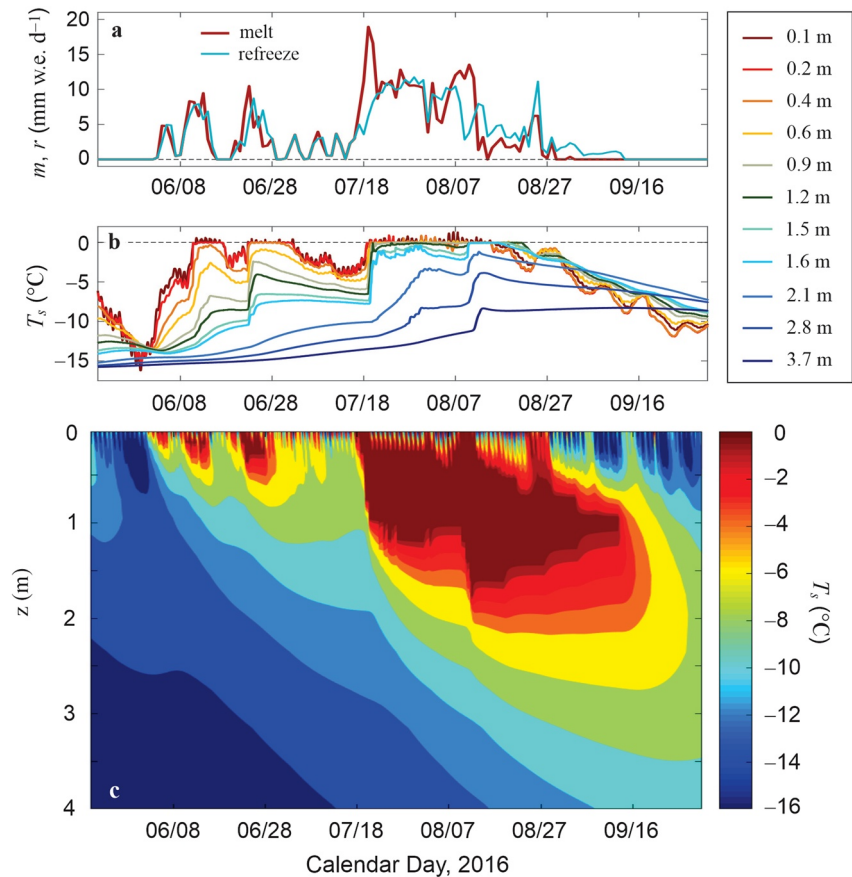 a
melt
refreeze
m, r (mm w.e. d⁻¹)
20
15
10
5
0
06/08 06/28 07/18 08/07 08/27 09/16
b
Tₛ (°C)
0
−5
−10
−15
06/08 06/28 07/18 08/07 08/27 09/16
0.1 m
0.2 m
0.4 m
0.6 m
0.9 m
1.2 m
1.5 m
1.6 m
2.1 m
2.8 m
3.7 m
z (m)
0
1
2
3
4
c
06/08 06/28 07/18 08/07 08/27 09/16
Calendar Day, 2016
0
−2
−4
−6
−8
−10
−12
−14
−16
Tₛ (°C)